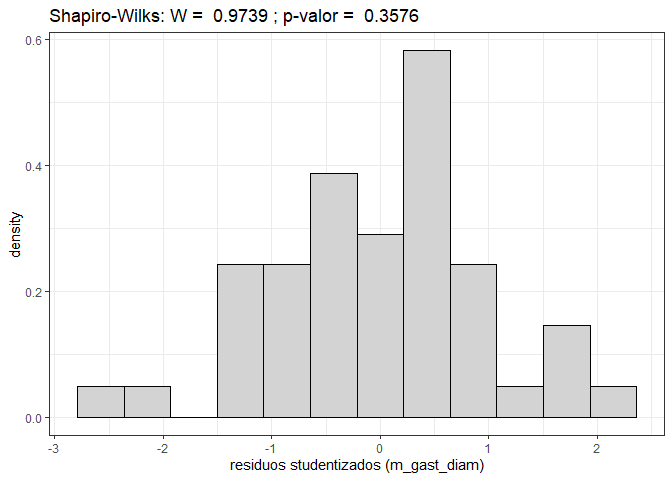 Shapiro-Wilks: W =  0.9739 ; p-valor =  0.3576
0.6
0.4
0.2
0.0
density
-3 -2 -1 0 1 2
residuos studentizados (m_gast_diam)